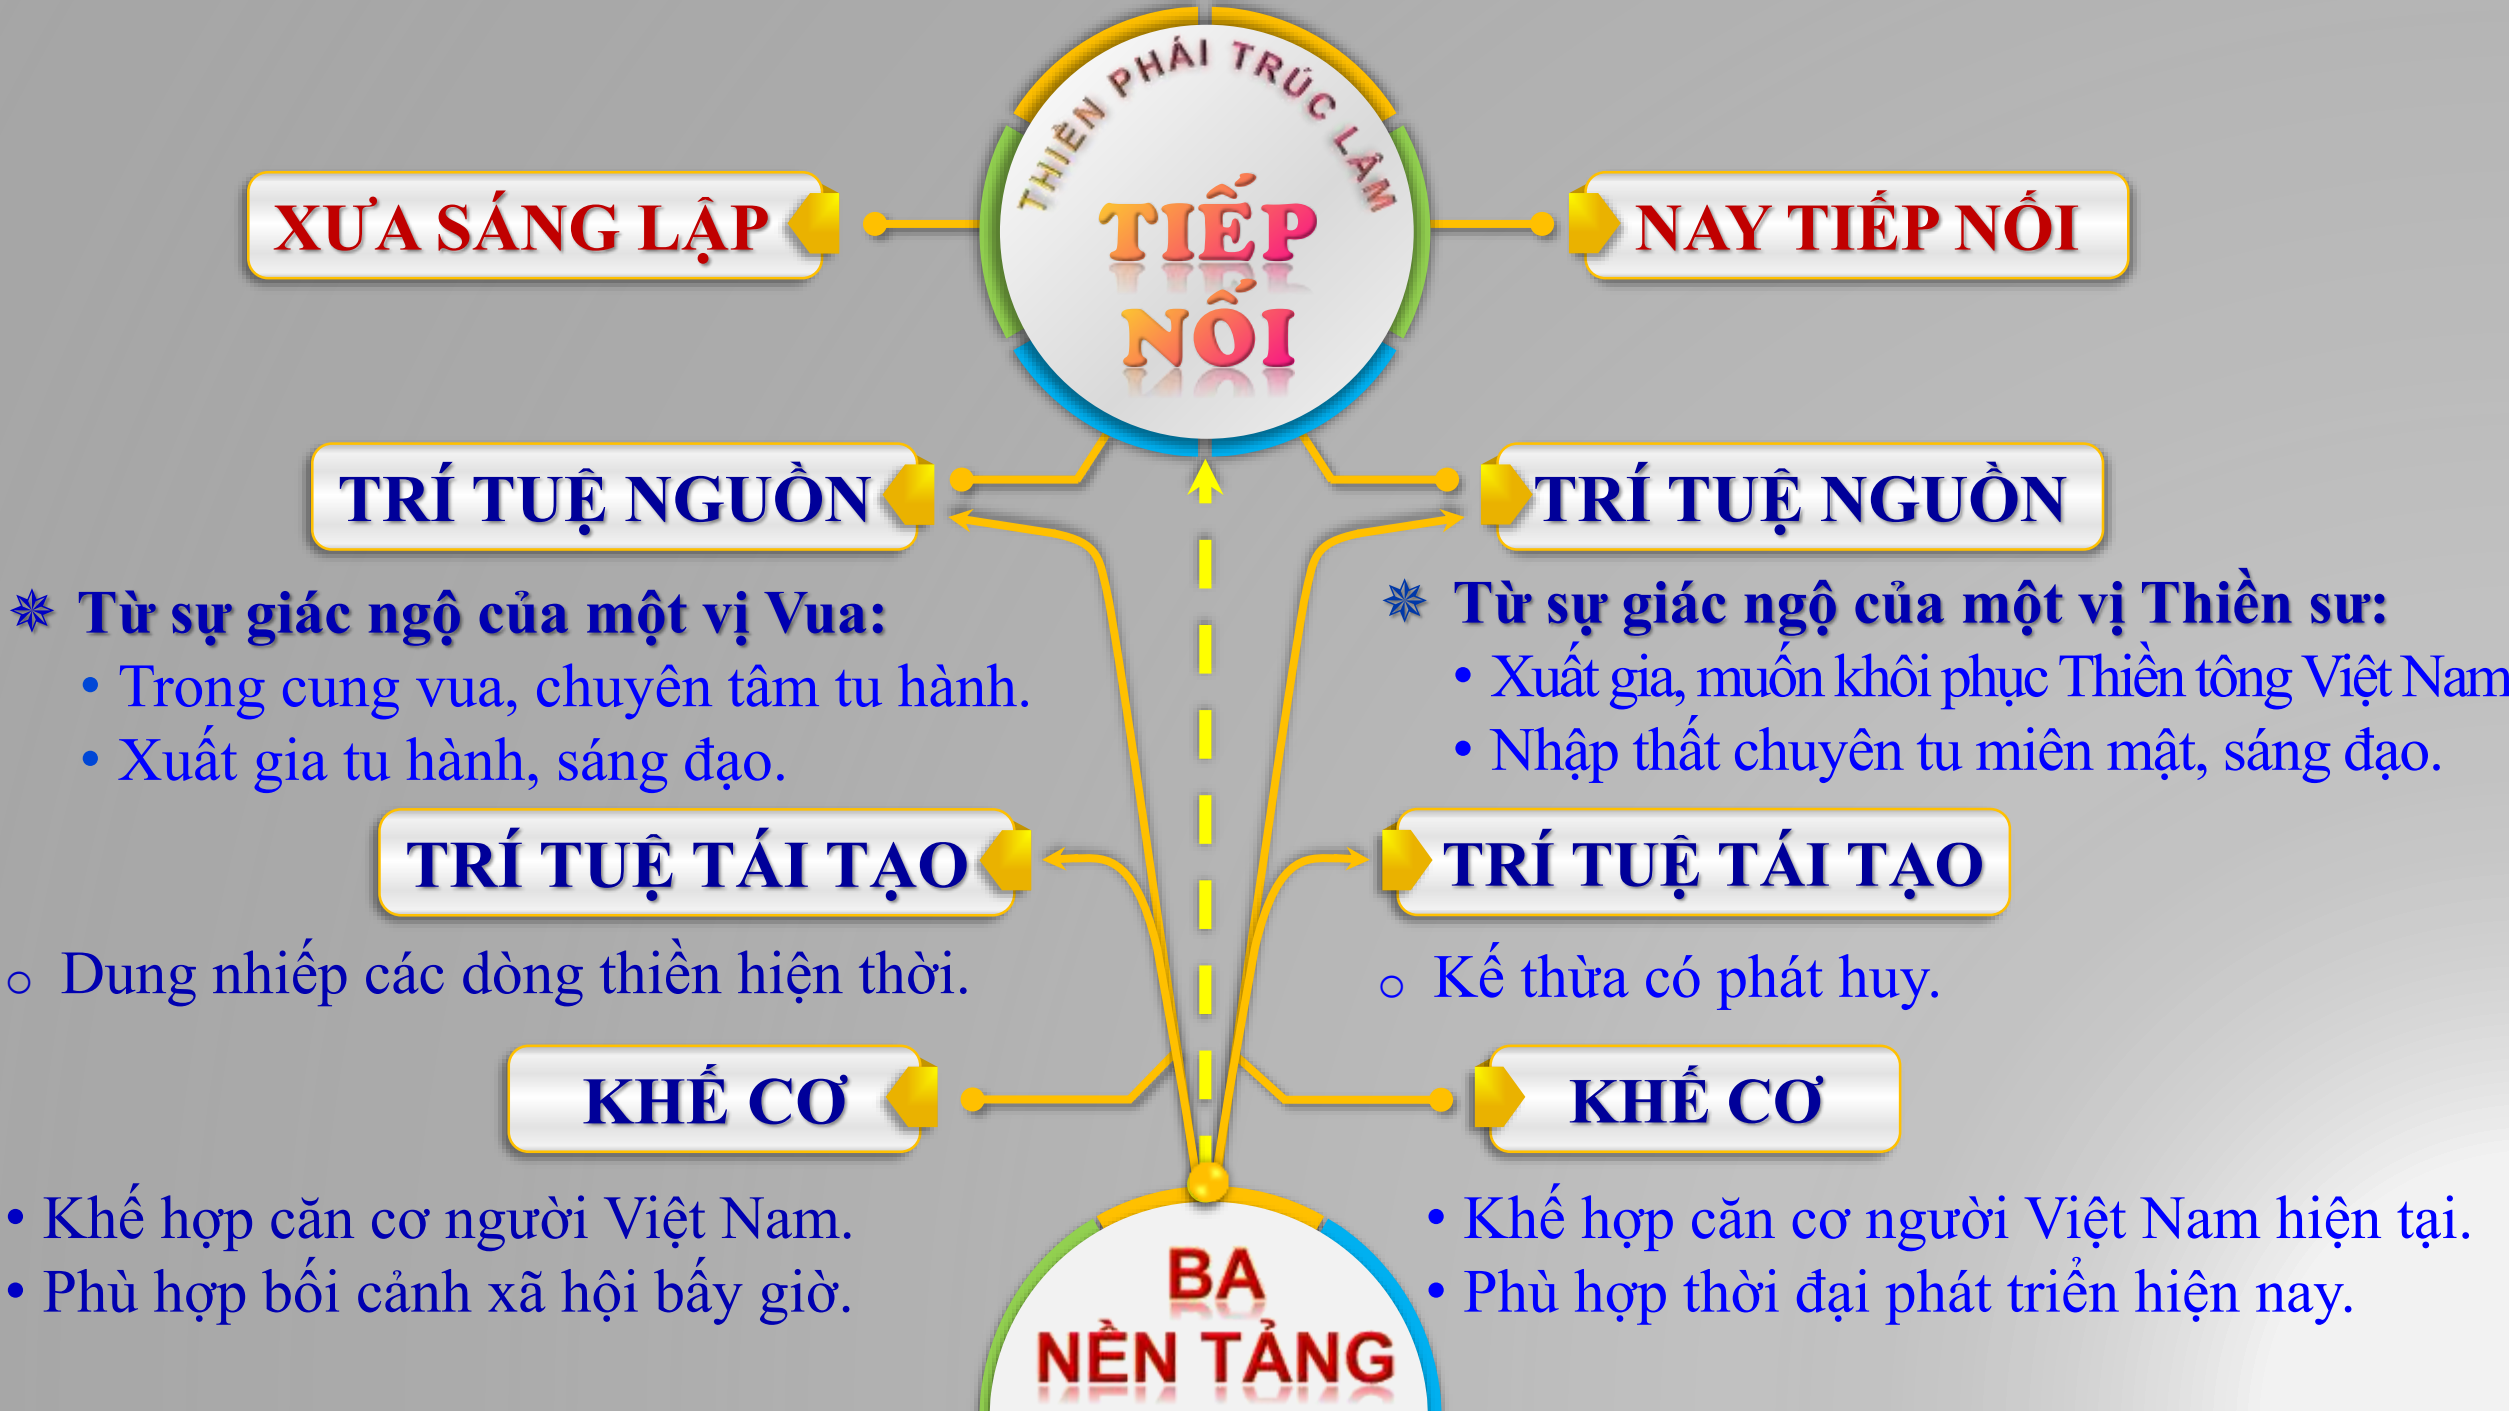 THIỀN PHÁI TRÚC LÂM
TIẾP
NỐI
XƯA SÁNG LẬP
NAY TIẾP NỐI
TRÍ TUỆ NGUỒN
• Từ sự giác ngộ của một vị Vua:
• Trong cung vua, chuyên tâm tu hành.
• Xuất gia tu hành, sáng đạo.
TRÍ TUỆ TÁI TẠO
o Dung nhiếp các dòng thiền hiện thời.
KHẾ CƠ
• Khế hợp căn cơ người Việt Nam.
• Phù hợp bối cảnh xã hội bấy giờ.
TRÍ TUỆ NGUỒN
• Từ sự giác ngộ của một vị Thiền sư:
• Xuất gia, muốn khôi phục Thiền tông Việt Nam
• Nhập thất chuyên tu miên mật, sáng đạo.
TRÍ TUỆ TÁI TẠO
o Kế thừa có phát huy.
KHẾ CƠ
• Khế hợp căn cơ người Việt Nam hiện tại.
• Phù hợp thời đại phát triển hiện nay.
BA
NỀN TẢNG